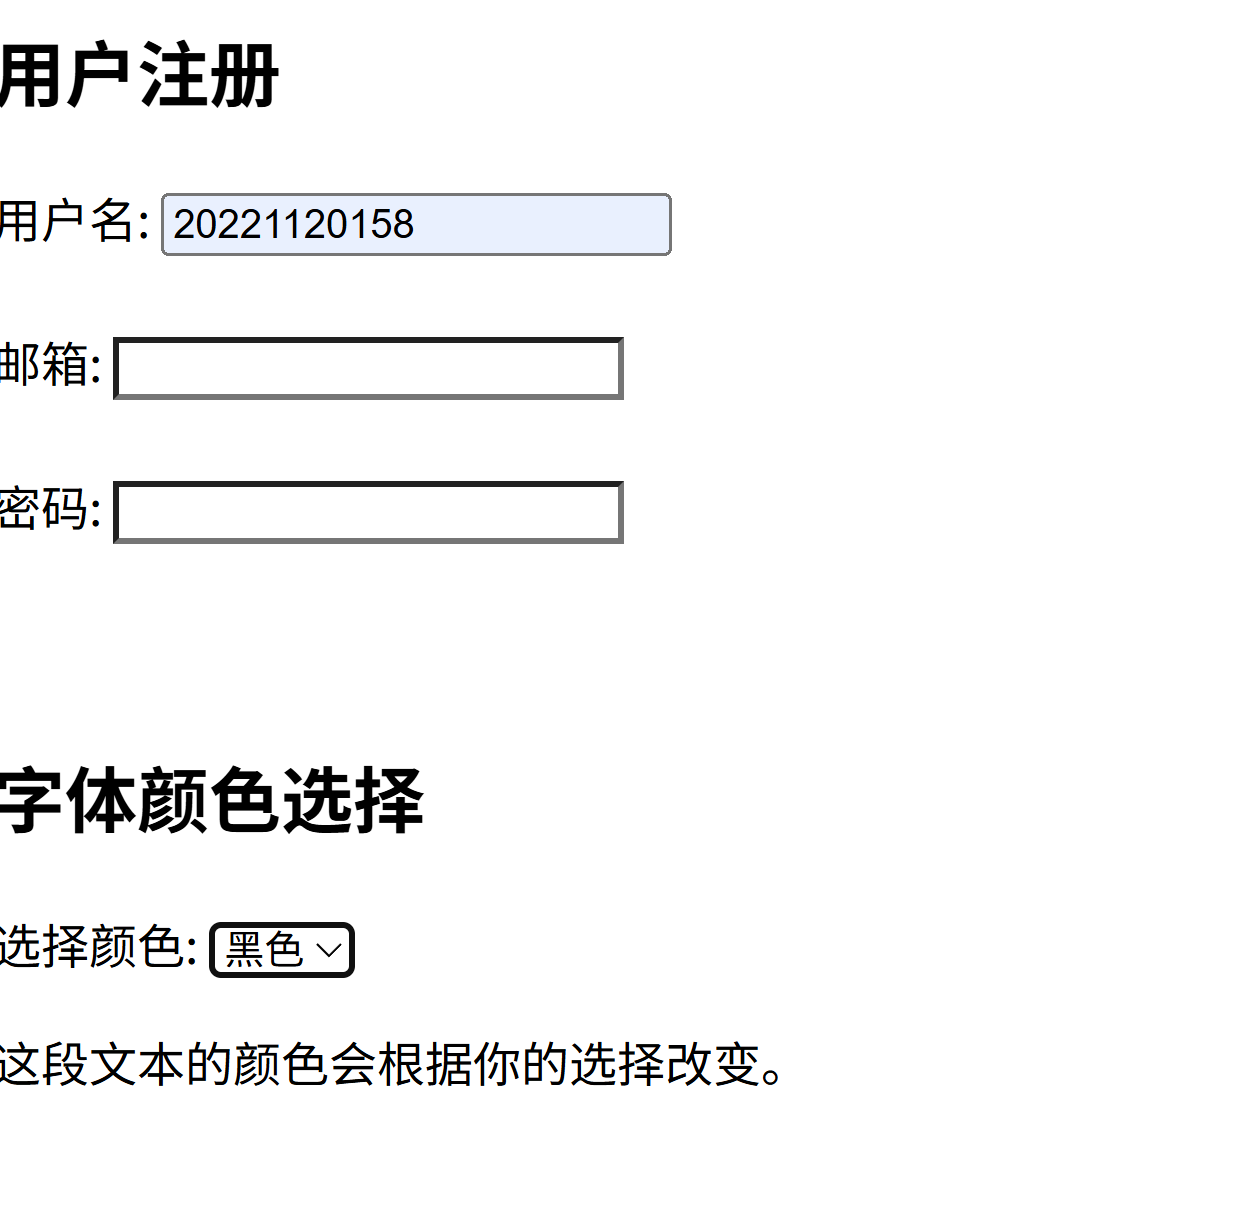 用户注册
用户名: 20221120158
邮箱:
密码:
字体颜色选择
选择颜色: 黑色
这段文本的颜色会根据你的选择改变。